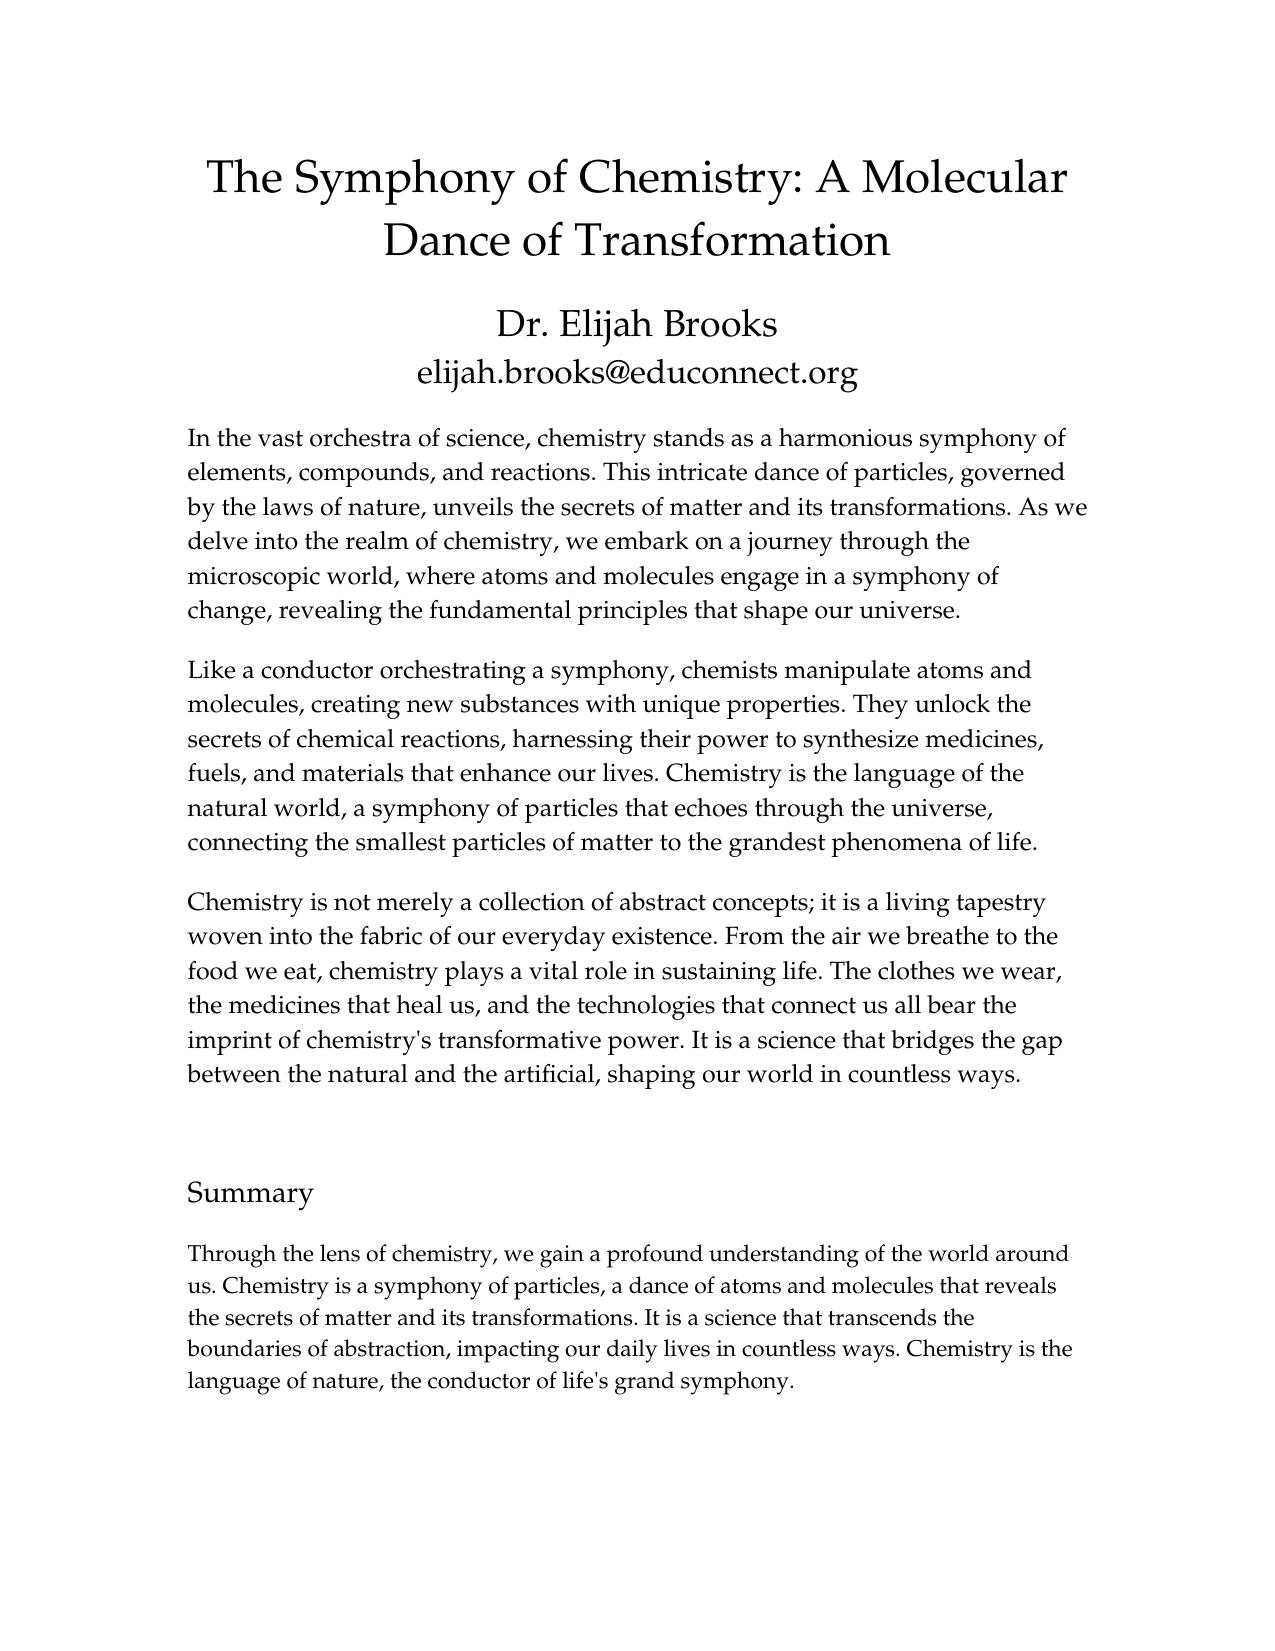 The Symphony of Chemistry: A Molecular
Dance of Transformation
Dr. Elijah Brooks
elijah.brooks@educonnect.org
In the vast orchestra of science, chemistry stands as a harmonious symphony of
elements, compounds, and reactions. This intricate dance of particles, governed
by the laws of nature, unveils the secrets of matter and its transformations. As we
delve into the realm of chemistry, we embark on a journey through the
microscopic world, where atoms and molecules engage in a symphony of
change, revealing the fundamental principles that shape our universe.
Like a conductor orchestrating a symphony, chemists manipulate atoms and
molecules, creating new substances with unique properties. They unlock the
secrets of chemical reactions, harnessing their power to synthesize medicines,
fuels, and materials that enhance our lives. Chemistry is the language of the
natural world, a symphony of particles that echoes through the universe,
connecting the smallest particles of matter to the grandest phenomena of life.
Chemistry is not merely a collection of abstract concepts; it is a living tapestry
woven into the fabric of our everyday existence. From the air we breathe to the
food we eat, chemistry plays a vital role in sustaining life. The clothes we wear,
the medicines that heal us, and the technologies that connect us all bear the
imprint of chemistry's transformative power. It is a science that bridges the gap
between the natural and the artificial, shaping our world in countless ways.
Summary
Through the lens of chemistry, we gain a profound understanding of the world around
us. Chemistry is a symphony of particles, a dance of atoms and molecules that reveals
the secrets of matter and its transformations. It is a science that transcends the
boundaries of abstraction, impacting our daily lives in countless ways. Chemistry is the
language of nature, the conductor of life's grand symphony.